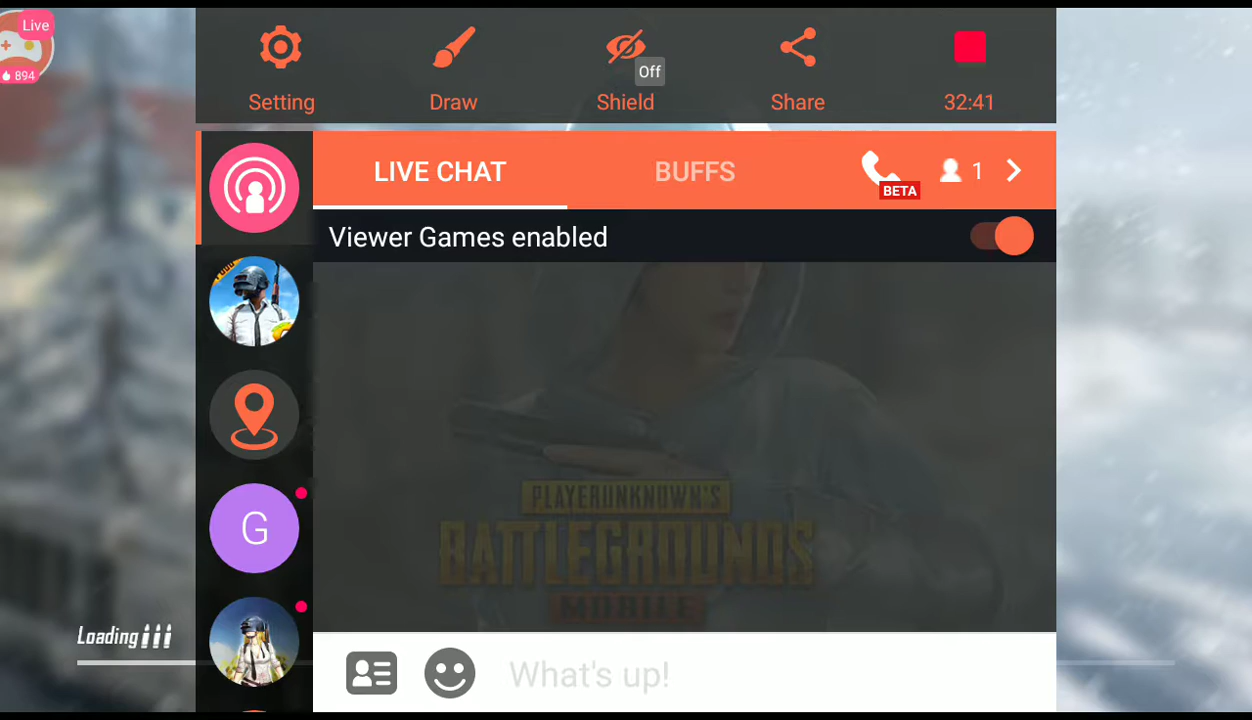 Live
894
Off
Setting
Draw
Shield
Share
32:41
LIVE CHAT
BUFFS
BETA
1
Viewer Games enabled
G
PLAYERUNKNOWN'S
BATTLEGROUNDS
MOBILE
Loading
What's up!